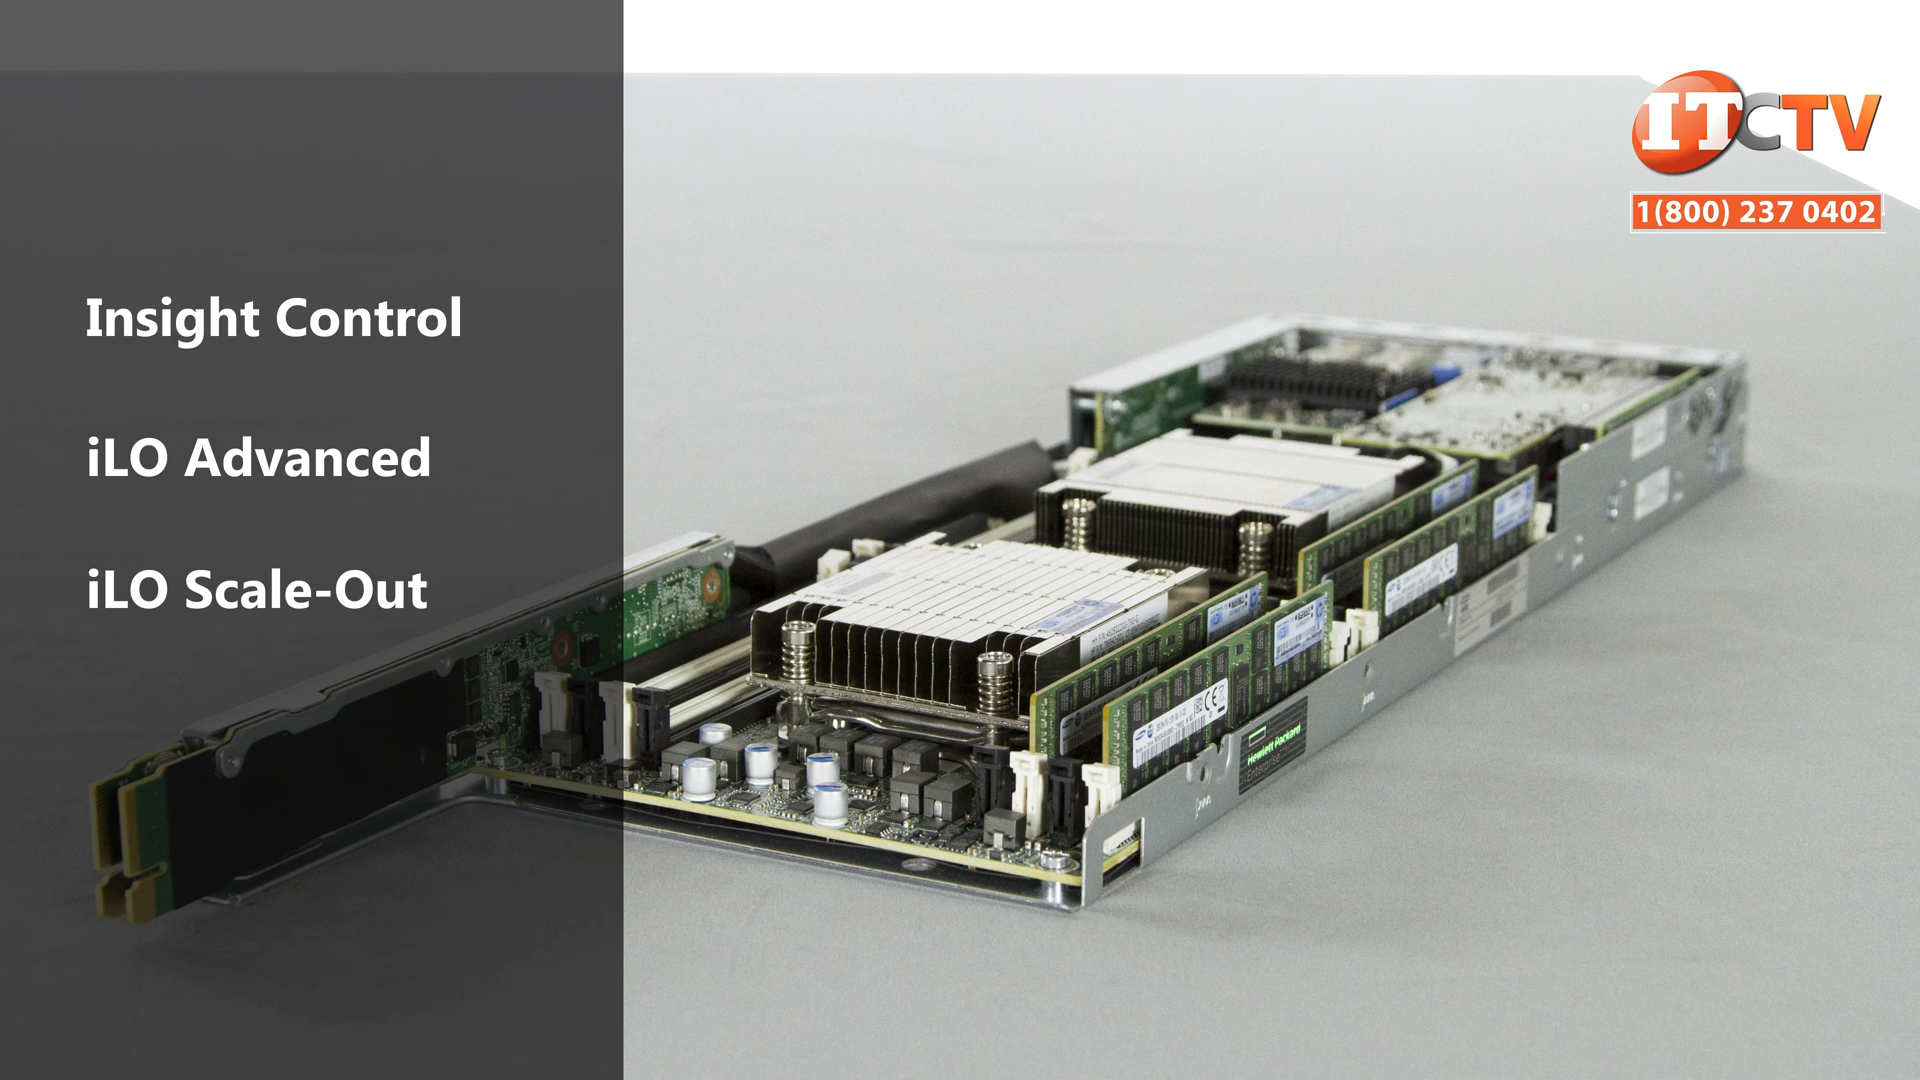 ITCTV
1(800) 237 0402
Insight Control
iLO Advanced
iLO Scale-Out
Hewlett Packard
Enterprise